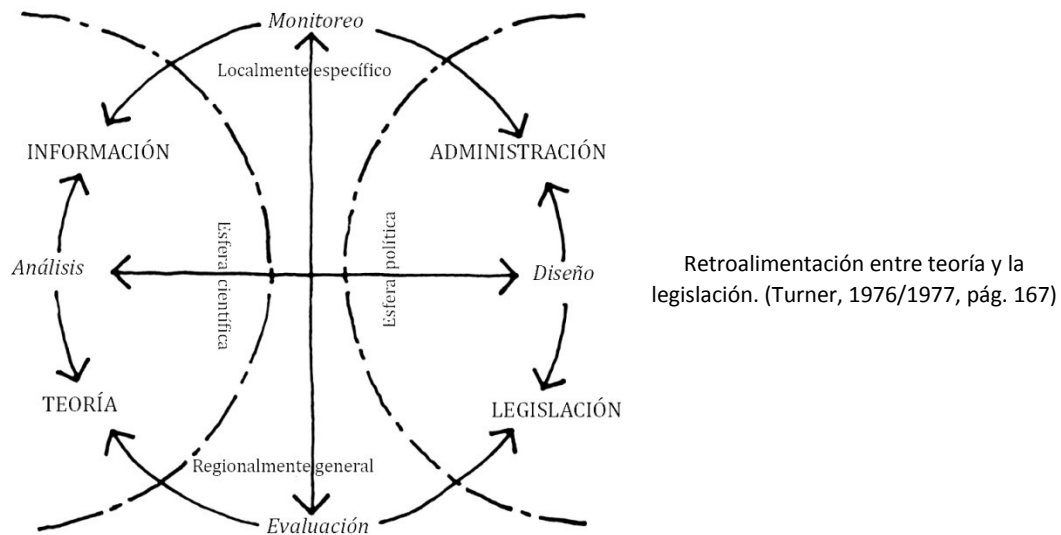 Monitoreo
Localmente específico
INFORMACIÓN
ADMINISTRACIÓN
Esfera científica
Esfera política
Análisis
Diseño
TEORÍA
LEGISLACIÓN
Regionalmente general
Evaluación
Retroalimentación entre teoría y la
legislación. (Turner, 1976/1977, pág. 167)